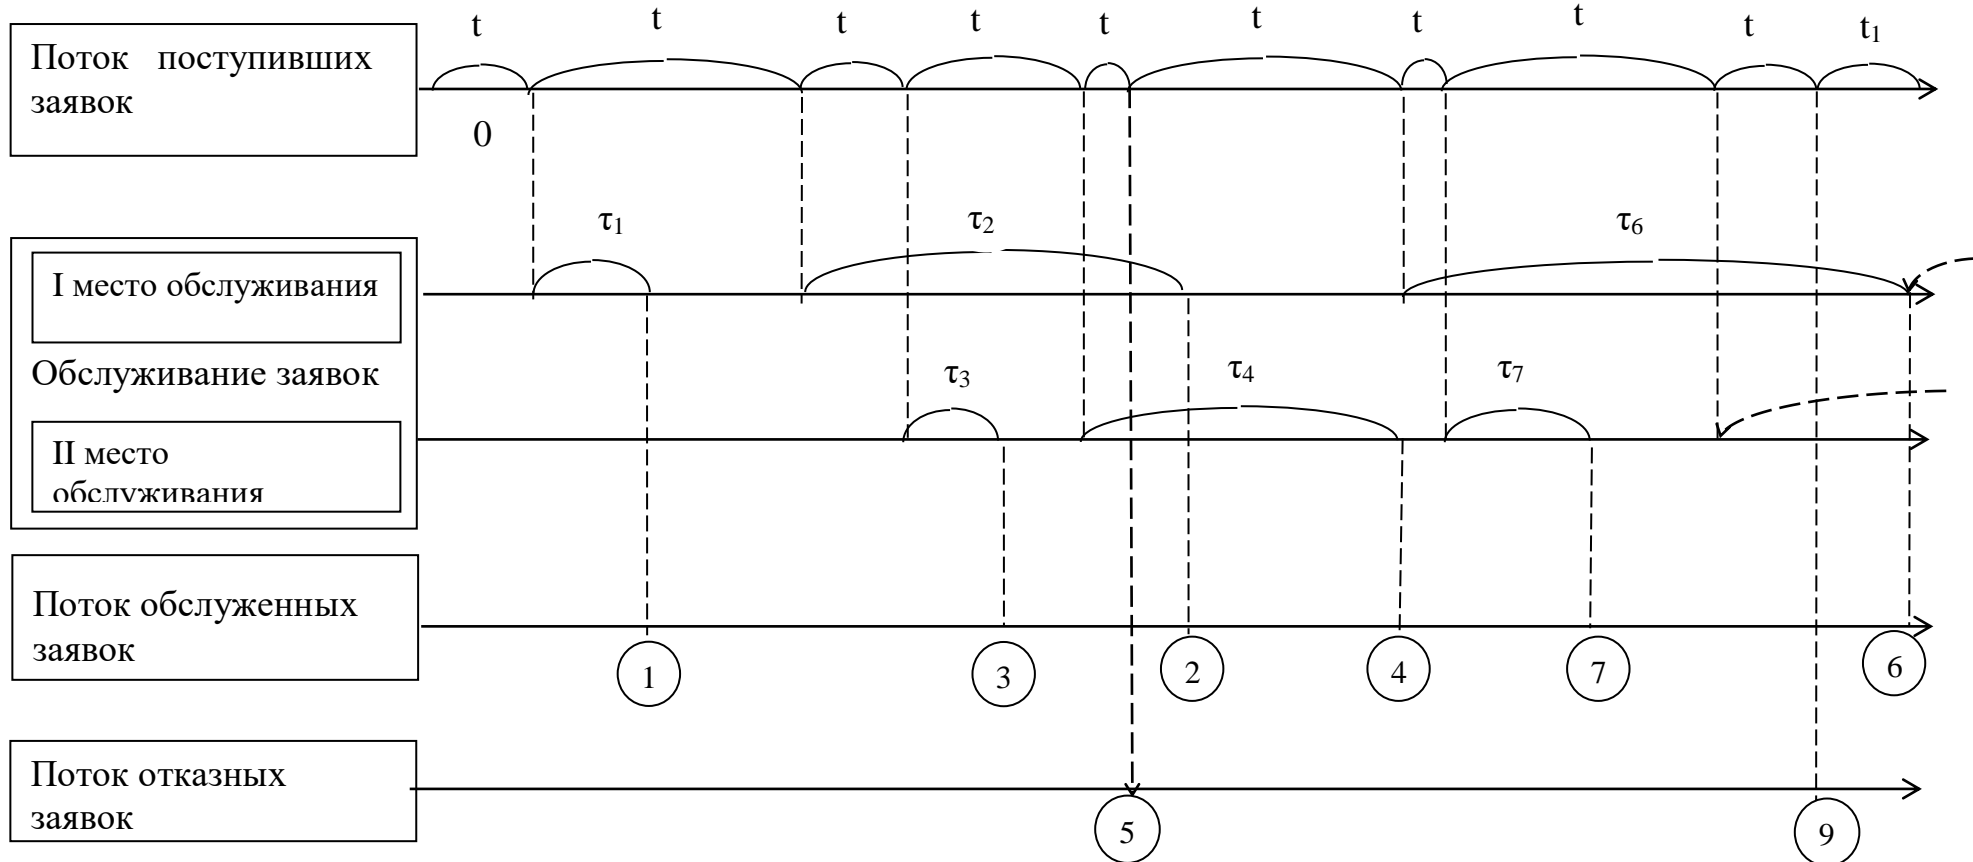 t t t t t t t t t t₁
Поток поступивших
заявок
0
τ₁ τ₂ τ₆
I место обслуживания
Обслуживание заявок
τ₃ τ₄ τ₇
II место
обслуживания
Поток обслуженных
заявок
1 3 2 4 7 6
Поток отказных
заявок
5 9